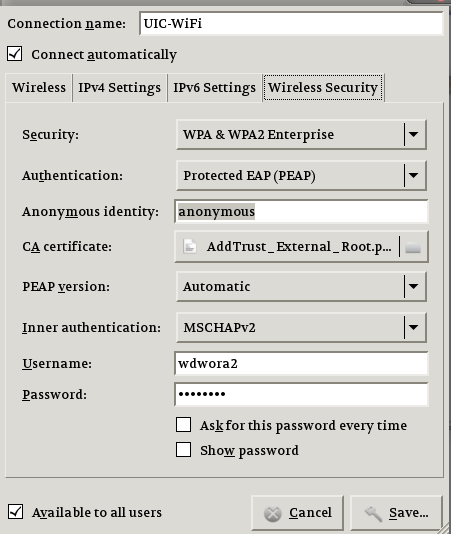 Connection name: UIC-WiFi
Connect automatically
Wireless IPv4 Settings IPv6 Settings Wireless Security
Security: WPA & WPA2 Enterprise
Authentication: Protected EAP (PEAP)
Anonymous identity: anonymous
CA certificate: AddTrust_External_Root.p...
PEAP version: Automatic
Inner authentication: MSCHAPv2
Username: wdwora2
Password: ••••••••
Ask for this password every time
Show password
Available to all users Cancel Save...